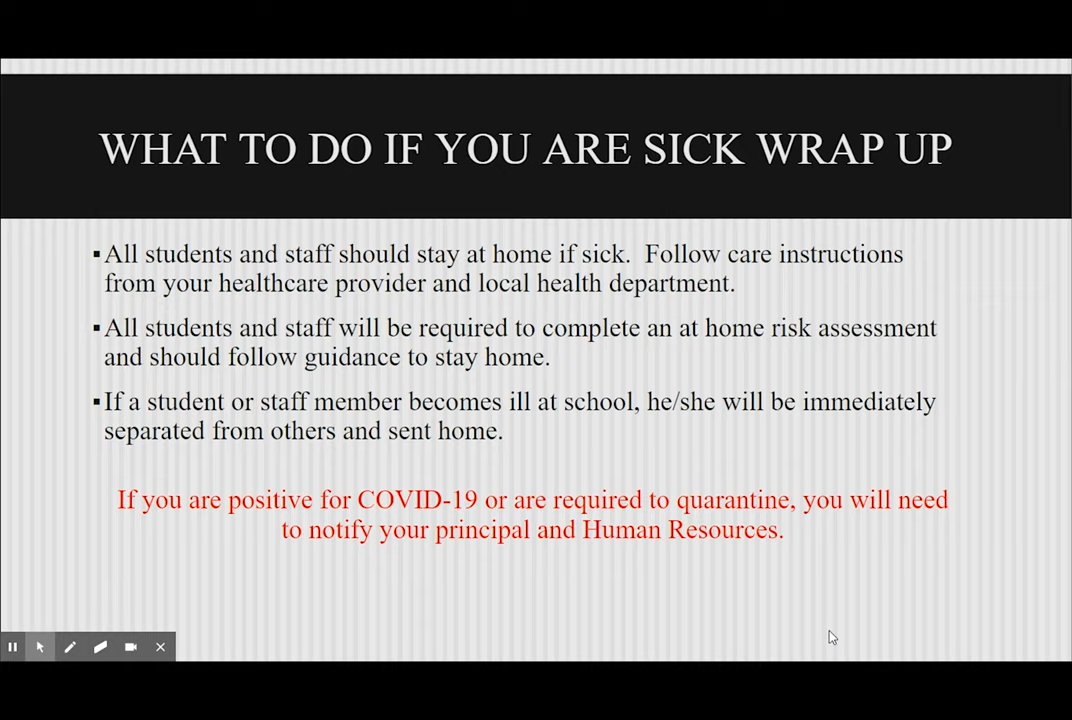 WHAT TO DO IF YOU ARE SICK WRAP UP
▪All students and staff should stay at home if sick.  Follow care instructions
from your healthcare provider and local health department.
▪All students and staff will be required to complete an at home risk assessment
and should follow guidance to stay home.
▪If a student or staff member becomes ill at school, he/she will be immediately
separated from others and sent home.
If you are positive for COVID-19 or are required to quarantine, you will need
to notify your principal and Human Resources.